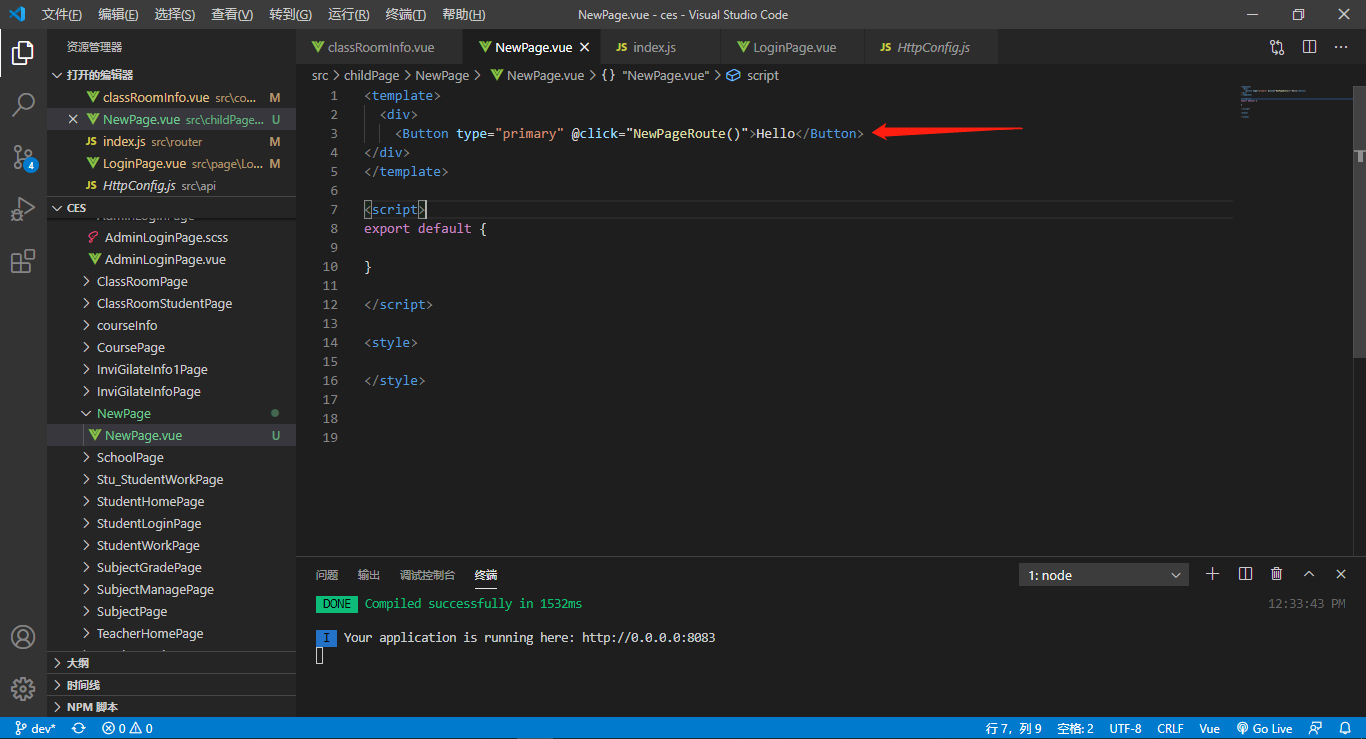 文件(F) 编辑(E) 选择(S) 查看(V) 转到(G) 运行(R) 终端(T) 帮助(H) NewPage.vue - ces - Visual Studio Code
资源管理器
classRoomInfo.vue NewPage.vue JS index.js LoginPage.vue JS HttpConfig.js
打开的编辑器
classRoomInfo.vue src\co... M
NewPage.vue src\childPage... U
JS index.js src\router M
LoginPage.vue src\page\Lo... M
JS HttpConfig.js src\api
4
CES
AdminLoginPage
AdminLoginPage.scss
AdminLoginPage.vue
ClassRoomPage
ClassRoomStudentPage
courseInfo
CoursePage
InviGilateInfo1Page
InviGilateInfoPage
NewPage
NewPage.vue U
SchoolPage
Stu_StudentWorkPage
StudentHomePage
StudentLoginPage
StudentWorkPage
SubjectGradePage
SubjectManagePage
SubjectPage
TeacherHomePage
大纲
时间线
NPM 脚本
src > childPage > NewPage > NewPage.vue > {} "NewPage.vue" > script
1 <template>
2 <div>
3 <Button type="primary" @click="NewPageRoute()">Hello</Button>
4 </div>
5 </template>
6
7 <script>
8 export default {
9
10 }
11
12 </script>
13
14 <style>
15
16 </style>
17
18
19
问题 输出 调试控制台 终端 1: node
DONE Compiled successfully in 1532ms 12:33:43 PM
I Your application is running here: http://0.0.0.0:8083
dev* 0 0 行 7, 列 9 空格: 2 UTF-8 CRLF Vue Go Live